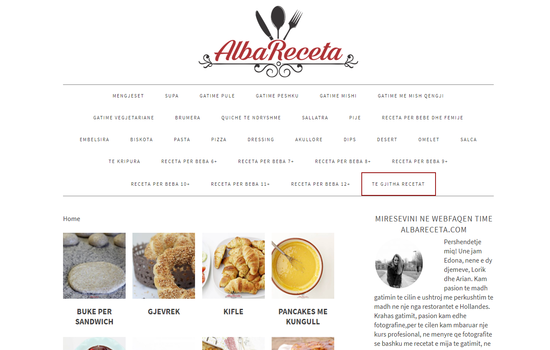 AlbaReceta
MENGJESET SUPA GATIME PULE GATIME PESHKU GATIME MISHI GATIME ME MISH QENGJI
GATIME VEGJETARIANE BRUMERA QUICHE TE NDRYSHME SALLATRA PIJE RECETA PER BEBE DHE FEMIJE
EMBELSIRA BISKOTA PASTA PIZZA DRESSING AKULLORE DIPS DESERT OMELET SALCA
TE KRIPURA RECETA PER BEBA 6+ RECETA PER BEBA 7+ RECETA PER BEBA 8+ RECETA PER BEBA 9+
RECETA PER BEBA 10+ RECETA PER BEBA 11+ RECETA PER BEBA 12+ TE GJITHA RECETAT
Home
BUKE PER
SANDWICH
GJEVREK
KIFLE
PANCAKES ME
KUNGULL
MIRESEVINI NE WEBFAQEN TIME
ALBARECETA.COM
Pershendetje
miq! Une jam
Edona, nene e dy
djemeve, Lorik
dhe Arian. Kam
pasion te madh
gatimin te cilin e ushtroj me perkushtim te
madh ne nje nga restorantet e Hollandes.
Krahas gatimit, pasion kam edhe
fotografine,per te cilen kam mbaruar nje
kurs profesional, ne menyre qe fotografite
se bashku me recetat e mija te gatimit, ne